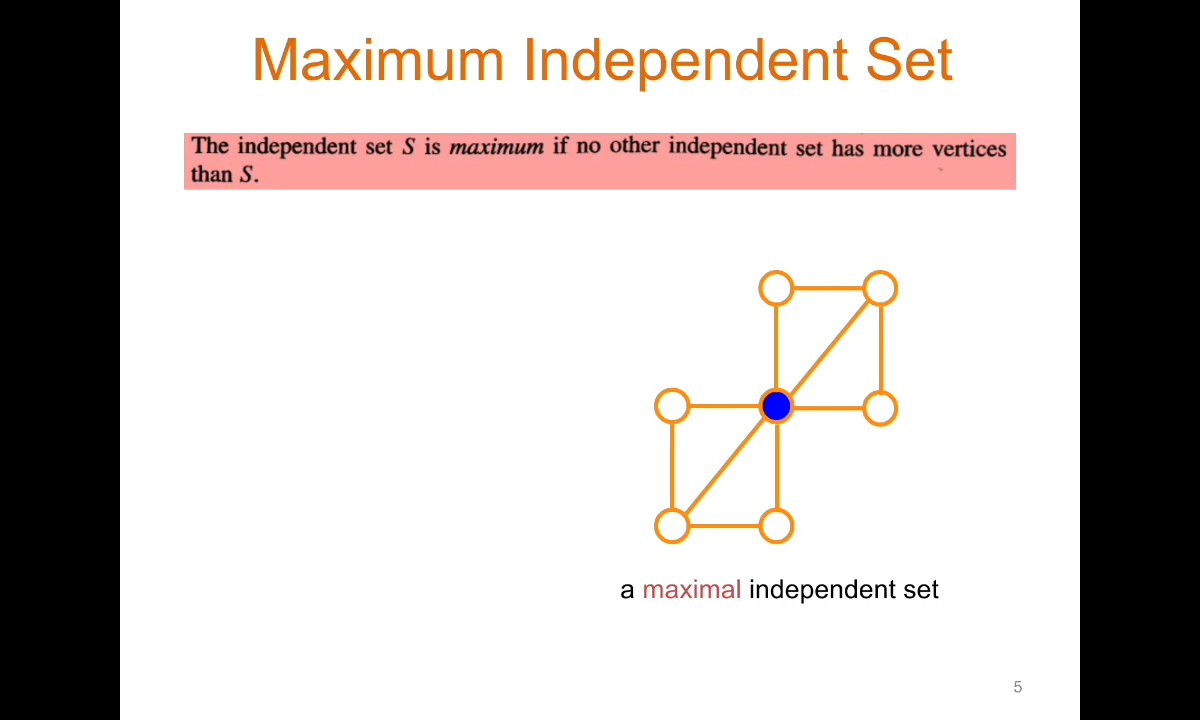 Maximum Independent Set
The independent set S is maximum if no other independent set has more vertices
than S.
a maximal independent set
5